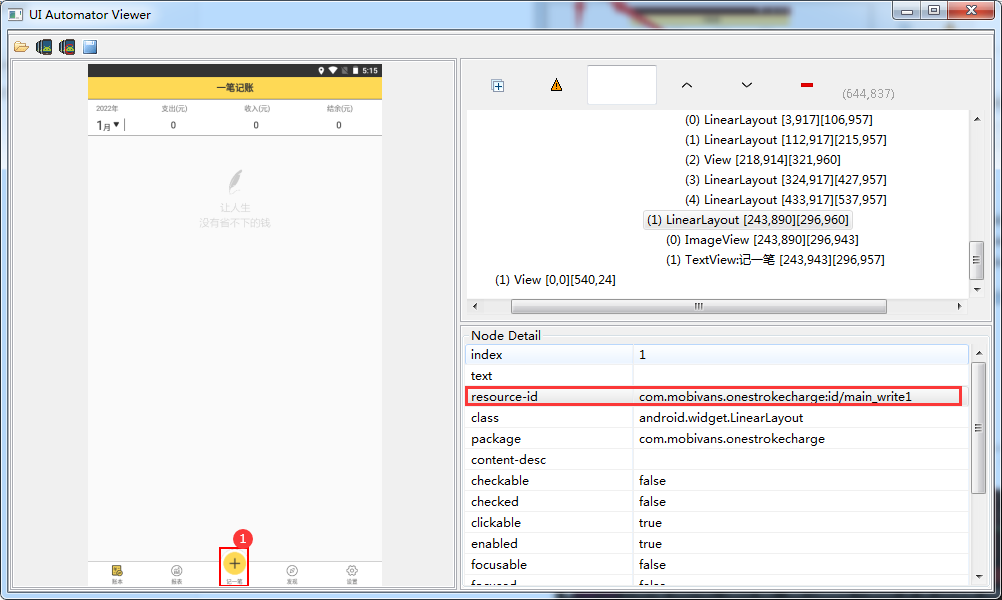 UI Automator Viewer
5:15
一笔记账
2022年 支出(元) 收入(元) 结余(元)
1月▼ 0 0 0
让人生
没有省不下的钱
1
账本 报表 记一笔 发现 设置
(644,837)
(0) LinearLayout [3,917][106,957]
(1) LinearLayout [112,917][215,957]
(2) View [218,914][321,960]
(3) LinearLayout [324,917][427,957]
(4) LinearLayout [433,917][537,957]
(1) LinearLayout [243,890][296,960]
(0) ImageView [243,890][296,943]
(1) TextView:记一笔 [243,943][296,957]
(1) View [0,0][540,24]
Node Detail
index 1
text
resource-id com.mobivans.onestrokecharge:id/main_write1
class android.widget.LinearLayout
package com.mobivans.onestrokecharge
content-desc
checkable false
checked false
clickable true
enabled true
focusable false
focused false